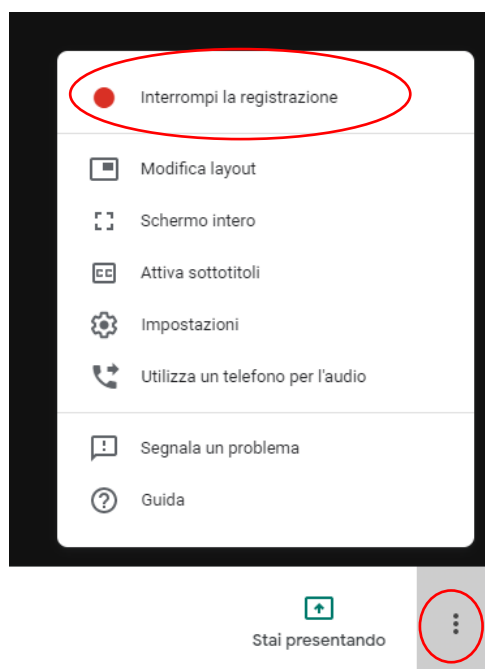 Interrompi la registrazione
Modifica layout
Schermo intero
CC
Attiva sottotitoli
Impostazioni
Utilizza un telefono per l'audio
Segnala un problema
Guida
Stai presentando